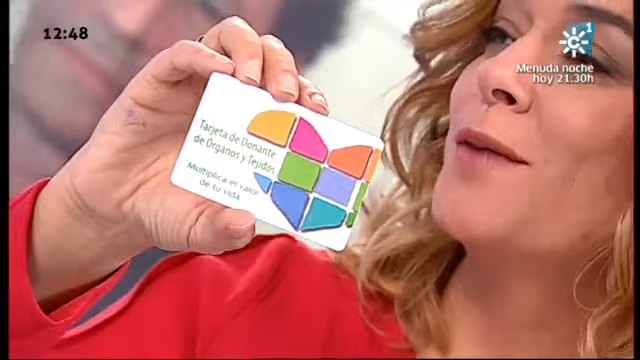 12:48
1
Menuda noche
hoy 21:30h
Tarjeta de Donante
de Órganos y Tejidos
Multiplica el valor
de tu vida